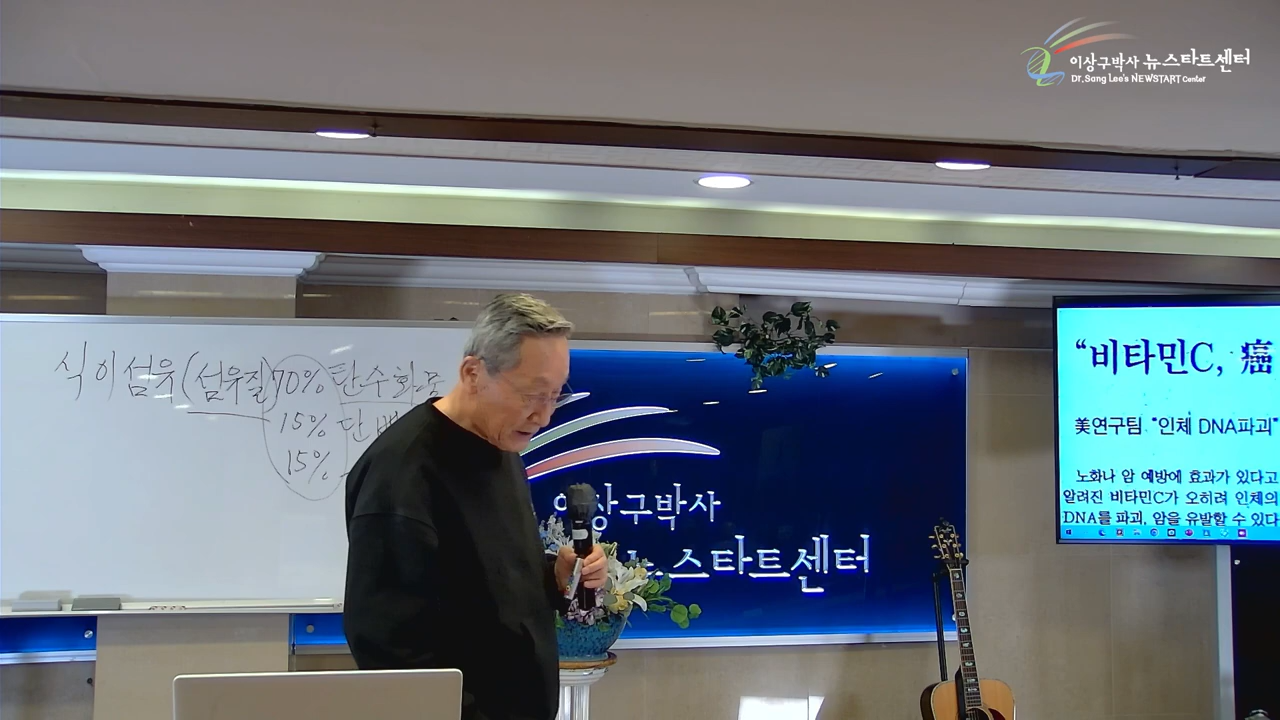 이상구박사 뉴스타트센터
Dr. Sang Lee's NEWSTART Center
식이섬유(섬유질) 70% 탄수화
15% 단
15%
상구박사
뉴스타트센터
“비타민C, 癌
美연구팀 "인체 DNA파괴"
노화나 암 예방에 효과가 있다고
알려진 비타민C가 오히려 인체의
DNA를 파괴, 암을 유발할 수 있다